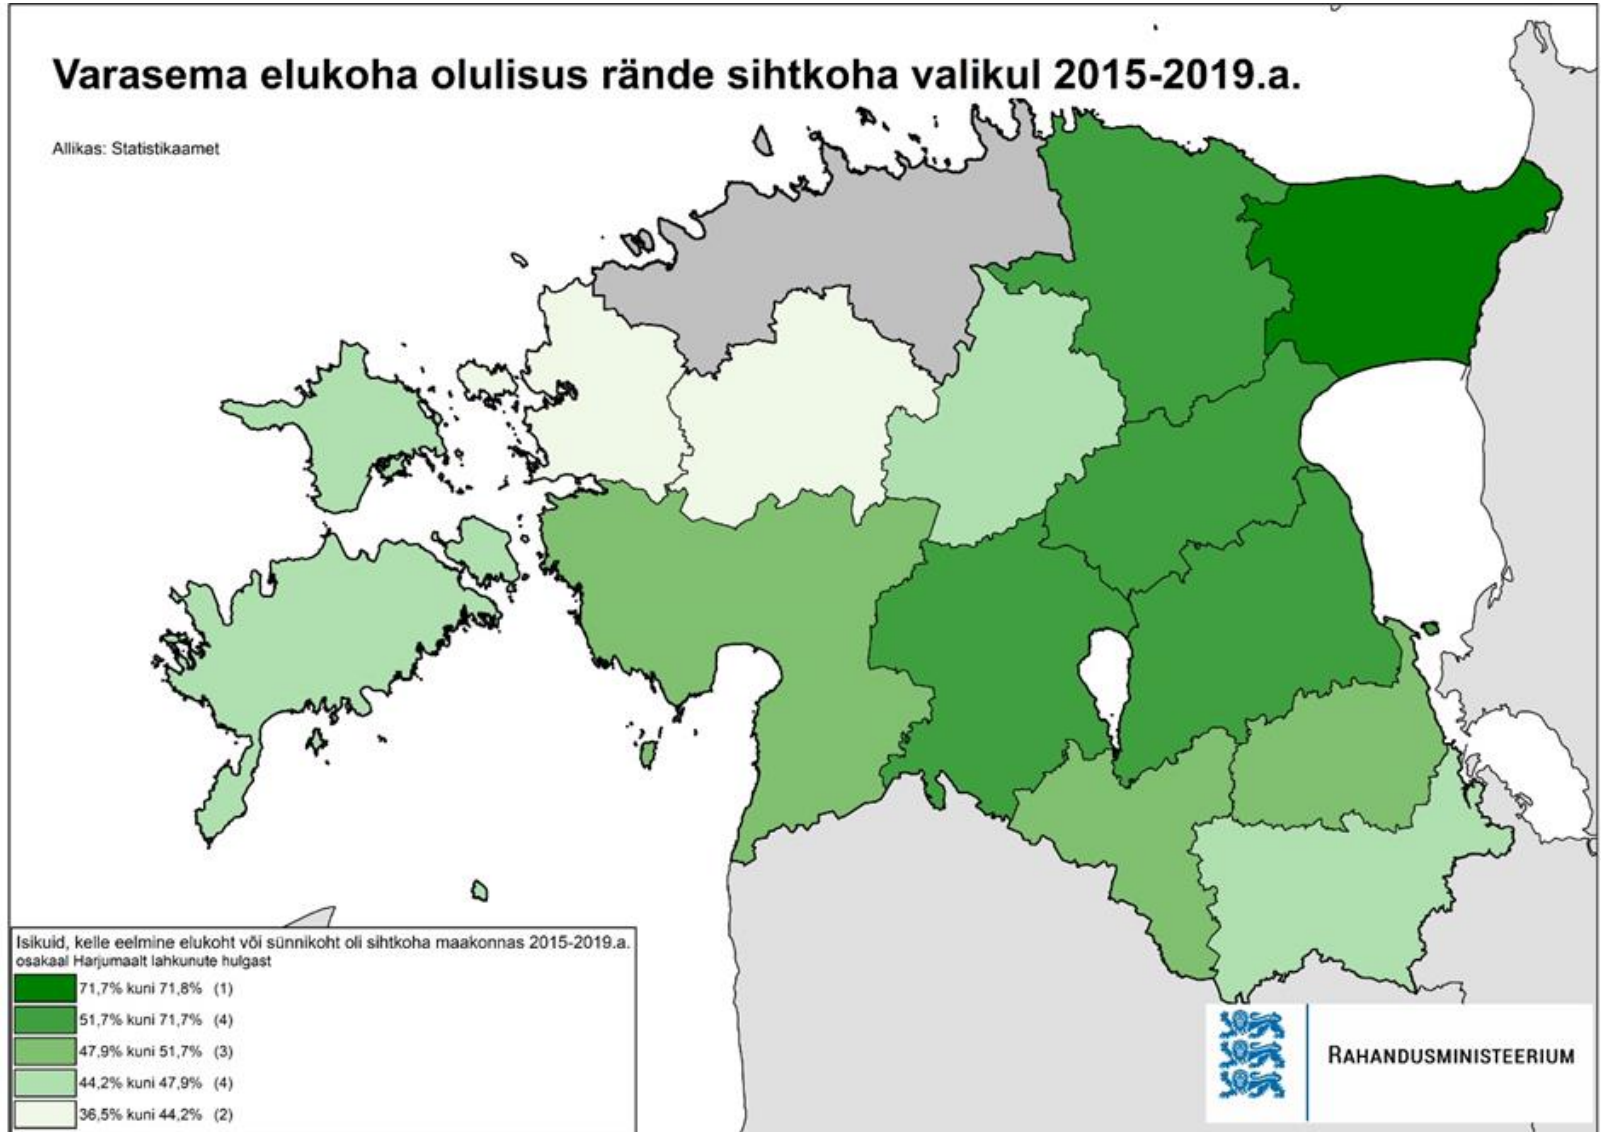 Varasema elukoha olulisus rände sihtkoha valikul 2015-2019.a.
Allikas: Statistikaamet
Isikuid, kelle eelmine elukoht või sünnikoht oli sihtkoha maakonnas 2015-2019.a.
osakaal Harjumaalt lahkunute hulgast
71,7% kuni 71,8% (1)
51,7% kuni 71,7% (4)
47,9% kuni 51,7% (3)
44,2% kuni 47,9% (4)
36,5% kuni 44,2% (2)
RAHANDUSMINISTEERIUM